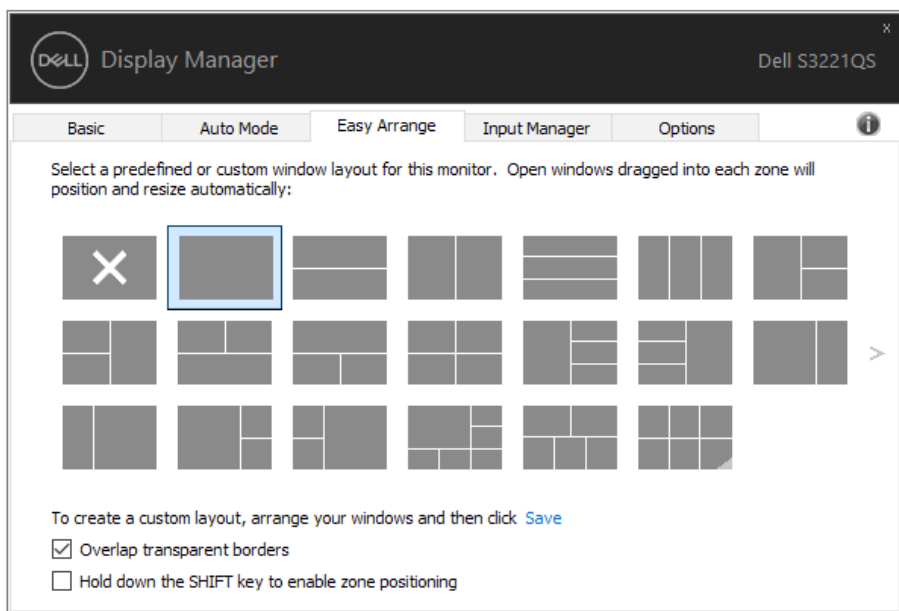 x
DELL Display Manager Dell S3221QS
Basic Auto Mode Easy Arrange Input Manager Options
Select a predefined or custom window layout for this monitor. Open windows dragged into each zone will
position and resize automatically:
To create a custom layout, arrange your windows and then click Save
Overlap transparent borders
Hold down the SHIFT key to enable zone positioning